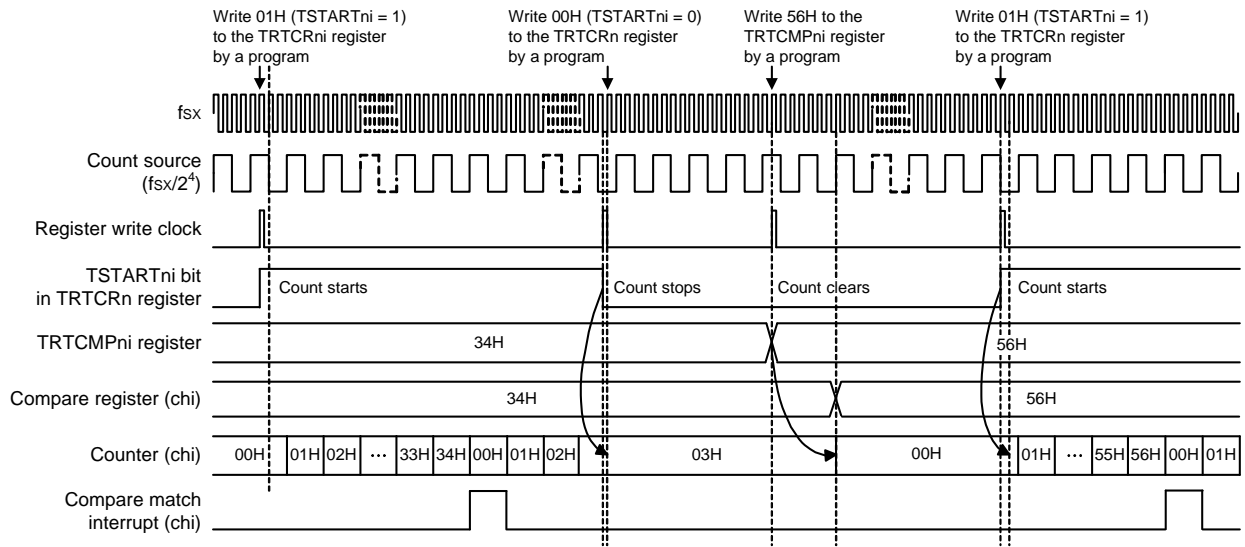 Write 01H (TSTARTni = 1)
to the TRTCRni register
by a program
Write 00H (TSTARTni = 0)
to the TRTCRn register
by a program
Write 56H to the
TRTCMPni register
by a program
Write 01H (TSTARTni = 1)
to the TRTCRn register
by a program
fSX
Count source
(fSX/2⁴)
Register write clock
TSTARTni bit
in TRTCRn register
Count starts
Count stops
Count clears
Count starts
TRTCMPni register
34H
56H
Compare register (chi)
34H
56H
Counter (chi)
00H 01H 02H ··· 33H 34H 00H 01H 02H 03H 00H 01H ··· 55H 56H 00H 01H
Compare match
interrupt (chi)